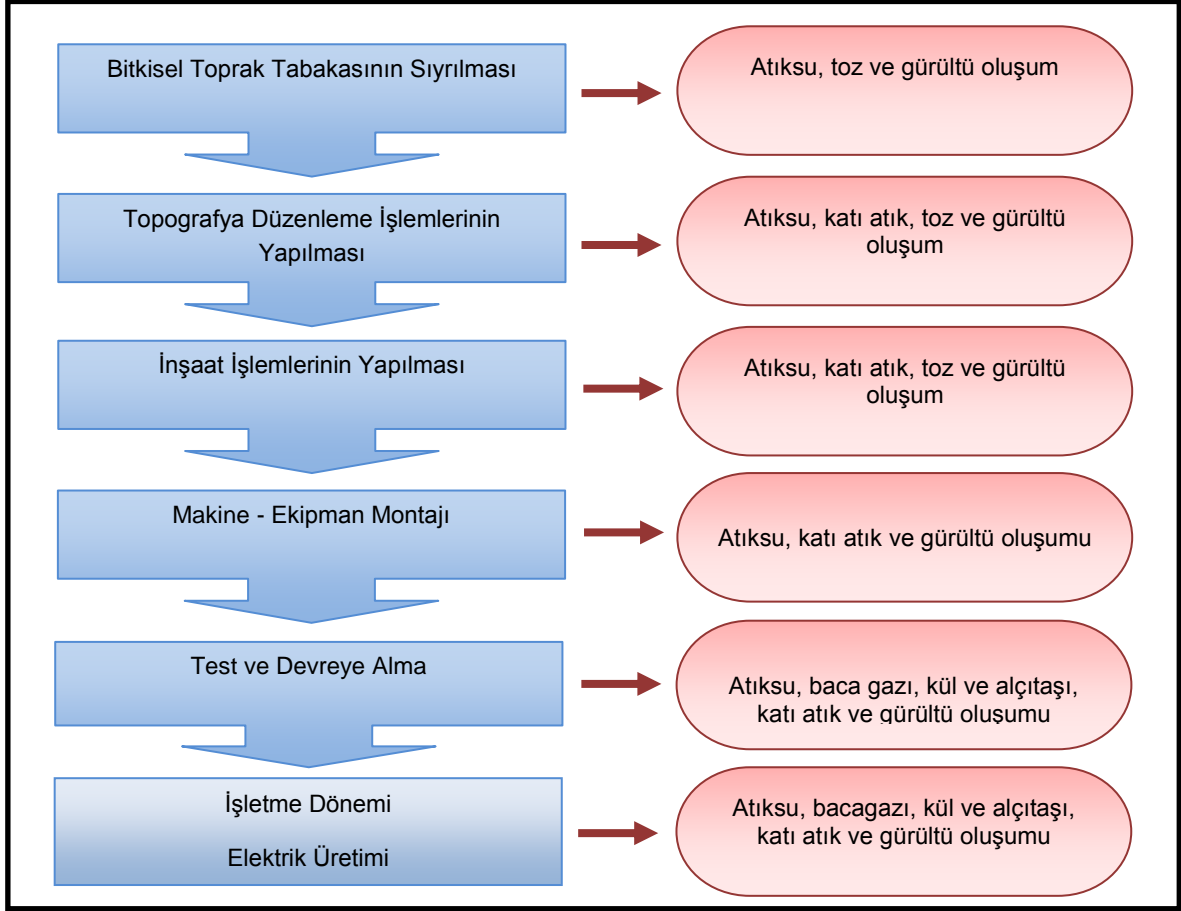 Bitkisel Toprak Tabakasının Sıyrılması
Atıksu, toz ve gürültü oluşum
Topografya Düzenleme İşlemlerinin
Yapılması
Atıksu, katı atık, toz ve gürültü
oluşum
İnşaat İşlemlerinin Yapılması
Atıksu, katı atık, toz ve gürültü
oluşum
Makine - Ekipman Montajı
Atıksu, katı atık ve gürültü oluşumu
Test ve Devreye Alma
Atıksu, baca gazı, kül ve alçıtaşı,
katı atık ve gürültü oluşumu
İşletme Dönemi
Elektrik Üretimi
Atıksu, bacagazı, kül ve alçıtaşı,
katı atık ve gürültü oluşumu